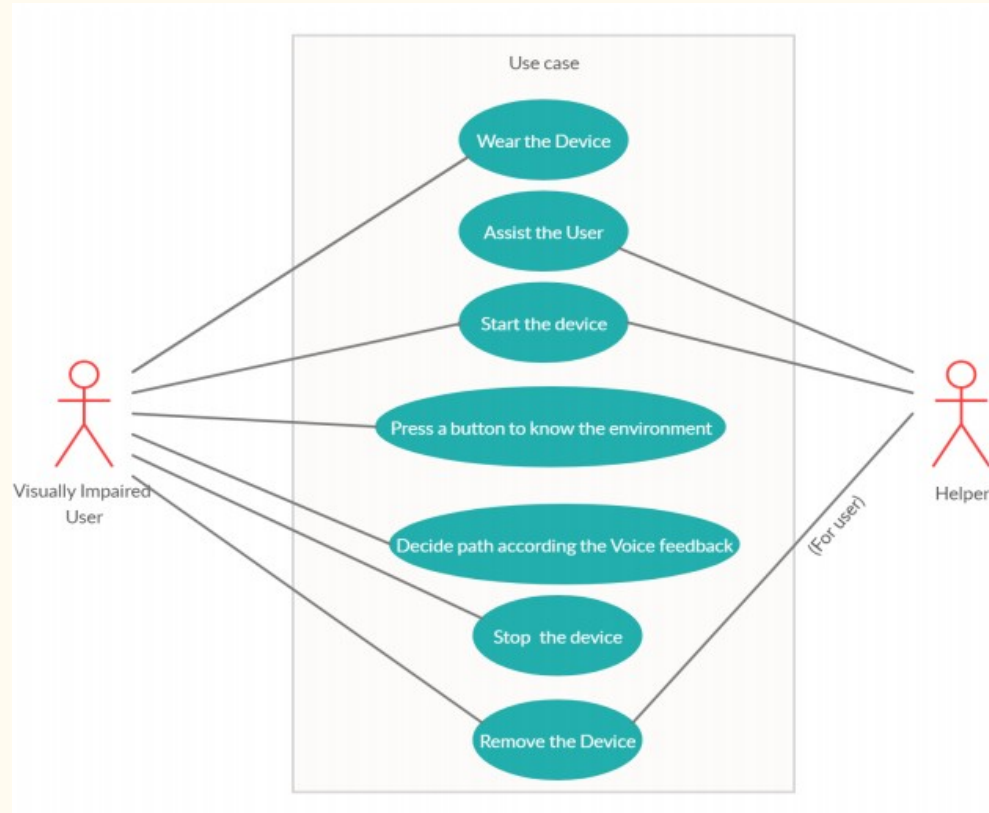 Use case
Wear the Device
Assist the User
Start the device
Press a button to know the environment
Visually Impaired
User
Helper
(For user)
Decide path according the Voice feedback
Stop the device
Remove the Device